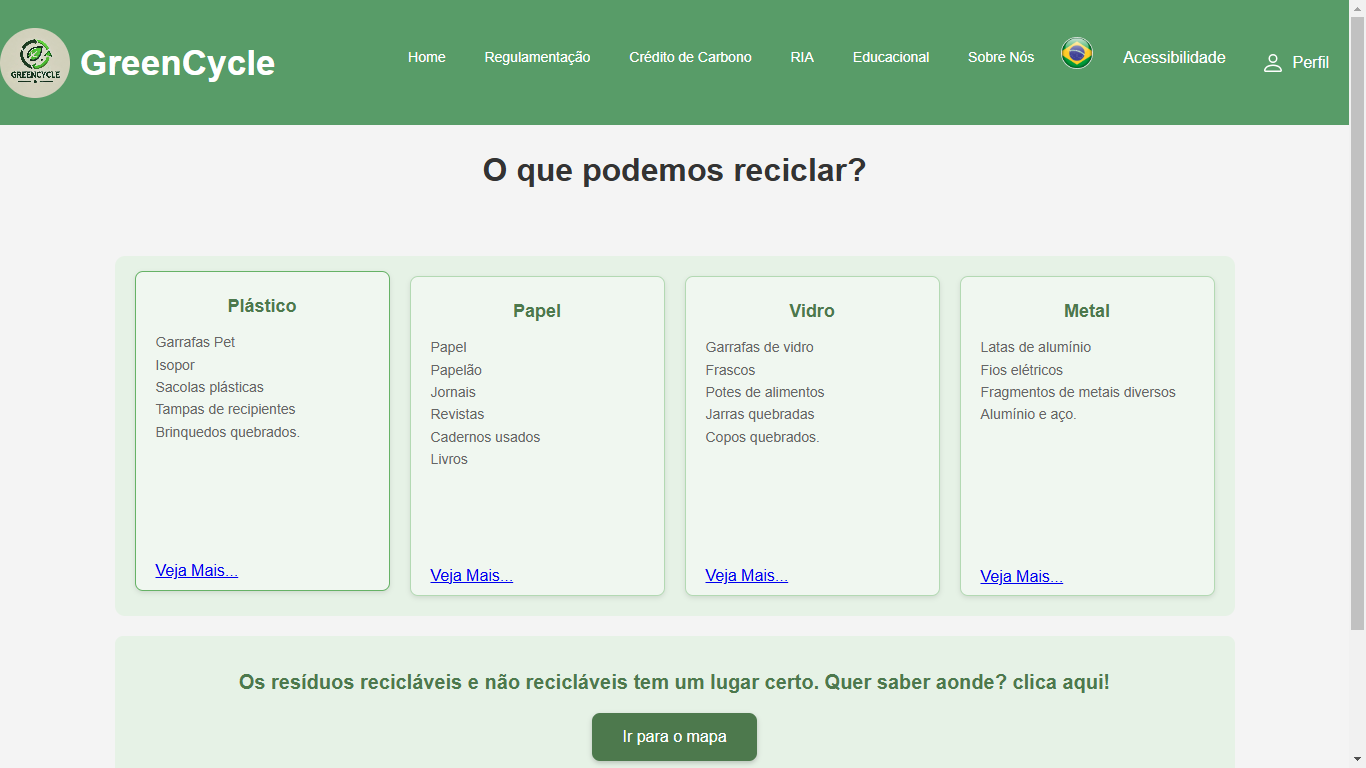 GREENCYCLE
GreenCycle
Home
Regulamentação
Crédito de Carbono
RIA
Educacional
Sobre Nós
Acessibilidade
Perfil
O que podemos reciclar?
Plástico
Garrafas Pet
Isopor
Sacolas plásticas
Tampas de recipientes
Brinquedos quebrados.
Veja Mais...
Papel
Papel
Papelão
Jornais
Revistas
Cadernos usados
Livros
Veja Mais...
Vidro
Garrafas de vidro
Frascos
Potes de alimentos
Jarras quebradas
Copos quebrados.
Veja Mais...
Metal
Latas de alumínio
Fios elétricos
Fragmentos de metais diversos
Alumínio e aço.
Veja Mais...
Os resíduos recicláveis e não recicláveis tem um lugar certo. Quer saber aonde? clica aqui!
Ir para o mapa